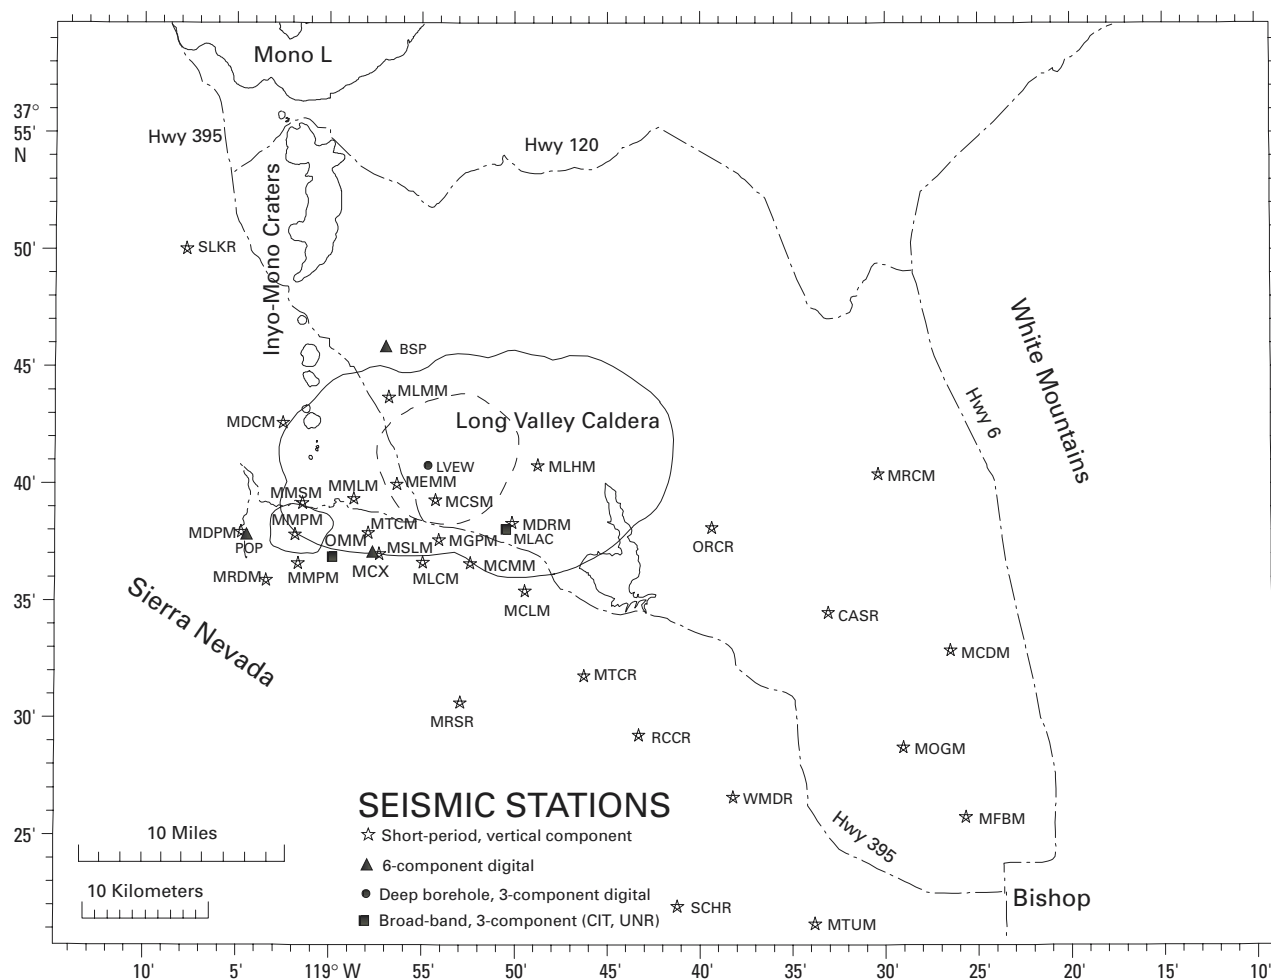 Mono L
37°
55'
N
Hwy 395
Hwy 120
Inyo-Mono Craters
50'
SLKR
White Mountains
45'
BSP
MLMM
Hwy 6
MDCM
Long Valley Caldera
40'
LVEW
MLHM
MRCM
MMSM
MMLM
MEMM
MCSM
MMPM
MTCM
MDRM
MDPM
OMM
MSLM
MGPM
MLAC
ORCR
POP
MRDM
MMPM
MCX
MLCM
MCMM
35'
MCLM
CASR
Sierra Nevada
MCDM
MTCR
30'
MRSR
RCCR
MOGM
SEISMIC STATIONS
WMDR
MFBM
25'
10 Miles
Short-period, vertical component
Hwy 395
6-component digital
10 Kilometers
Deep borehole, 3-component digital
Bishop
SCHR
Broad-band, 3-component (CIT, UNR)
MTUM
10' 5' 119° W 55' 50' 45' 40' 35' 30' 25' 20' 15' 10'